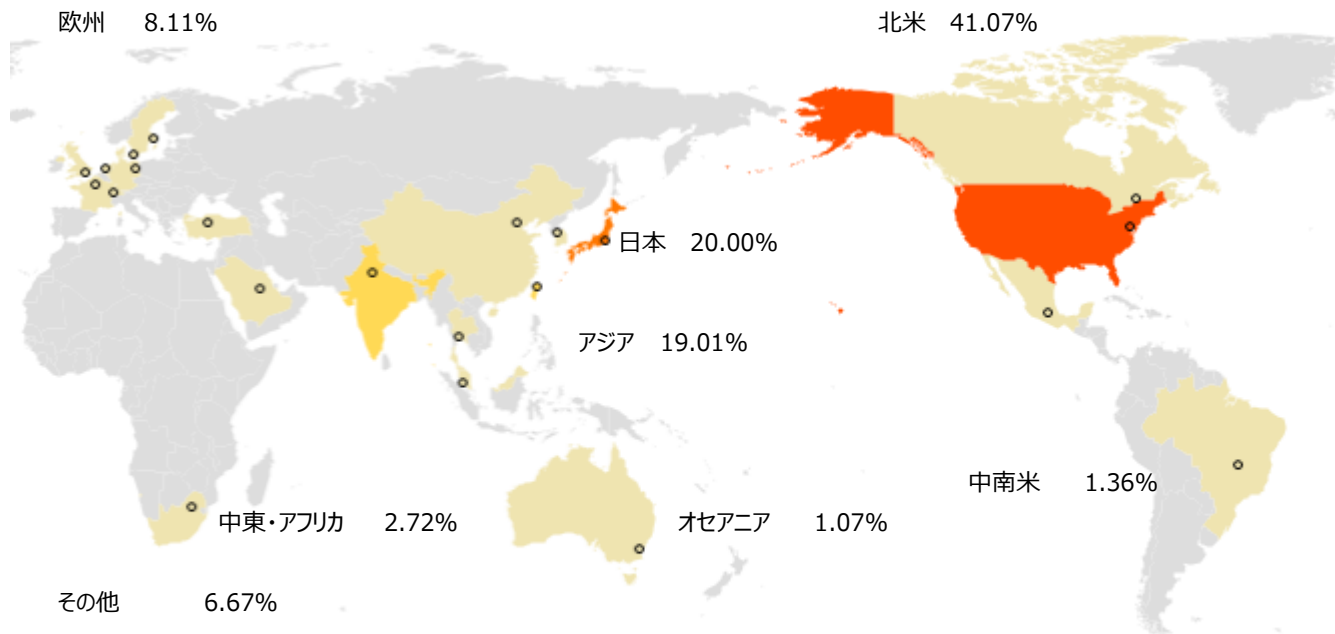 欧州 8.11%
北米 41.07%
日本 20.00%
アジア 19.01%
中南米 1.36%
中東・アフリカ 2.72%
オセアニア 1.07%
その他 6.67%